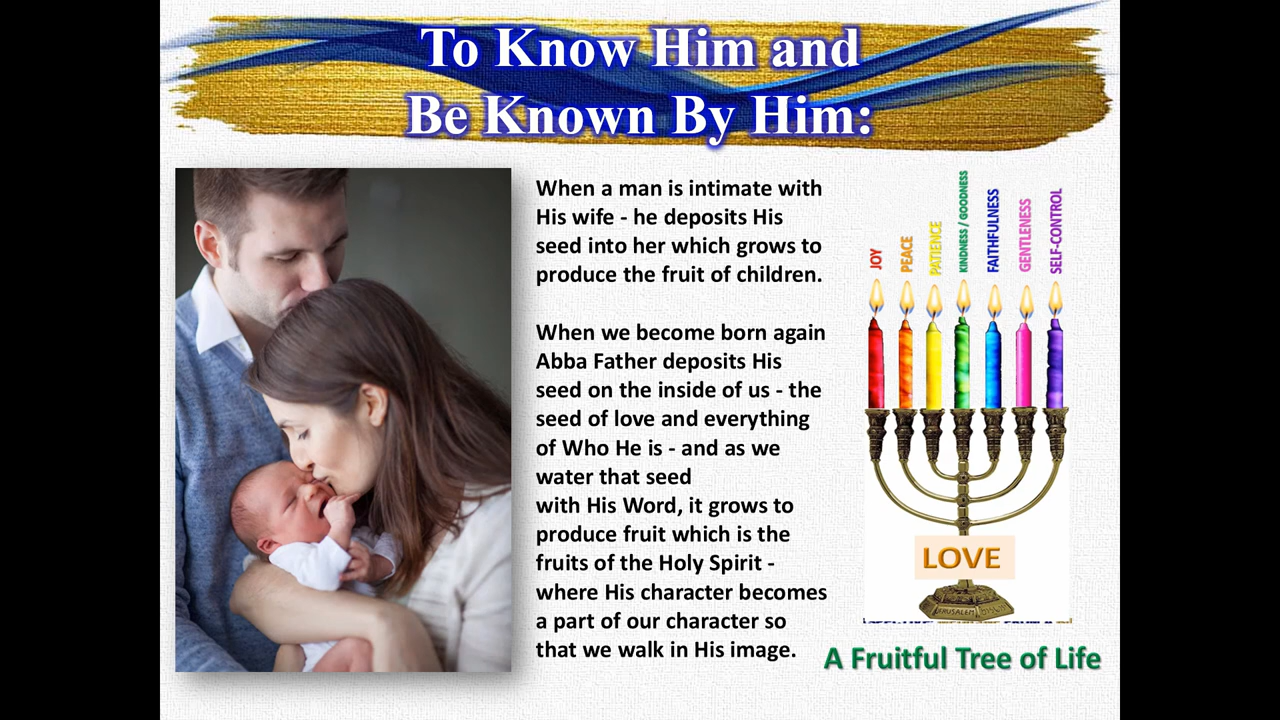 To Know Him and
Be Known By Him:
When a man is intimate with
His wife - he deposits His
seed into her which grows to
produce the fruit of children.
When we become born again
Abba Father deposits His
seed on the inside of us - the
seed of love and everything
of Who He is - and as we
water that seed
with His Word, it grows to
produce fruit which is the
fruits of the Holy Spirit -
where His character becomes
a part of our character so
that we walk in His image.
JOY
PEACE
PATIENCE
KINDNESS / GOODNESS
FAITHFULNESS
GENTLENESS
SELF-CONTROL
LOVE
JERUSALEM
A Fruitful Tree of Life